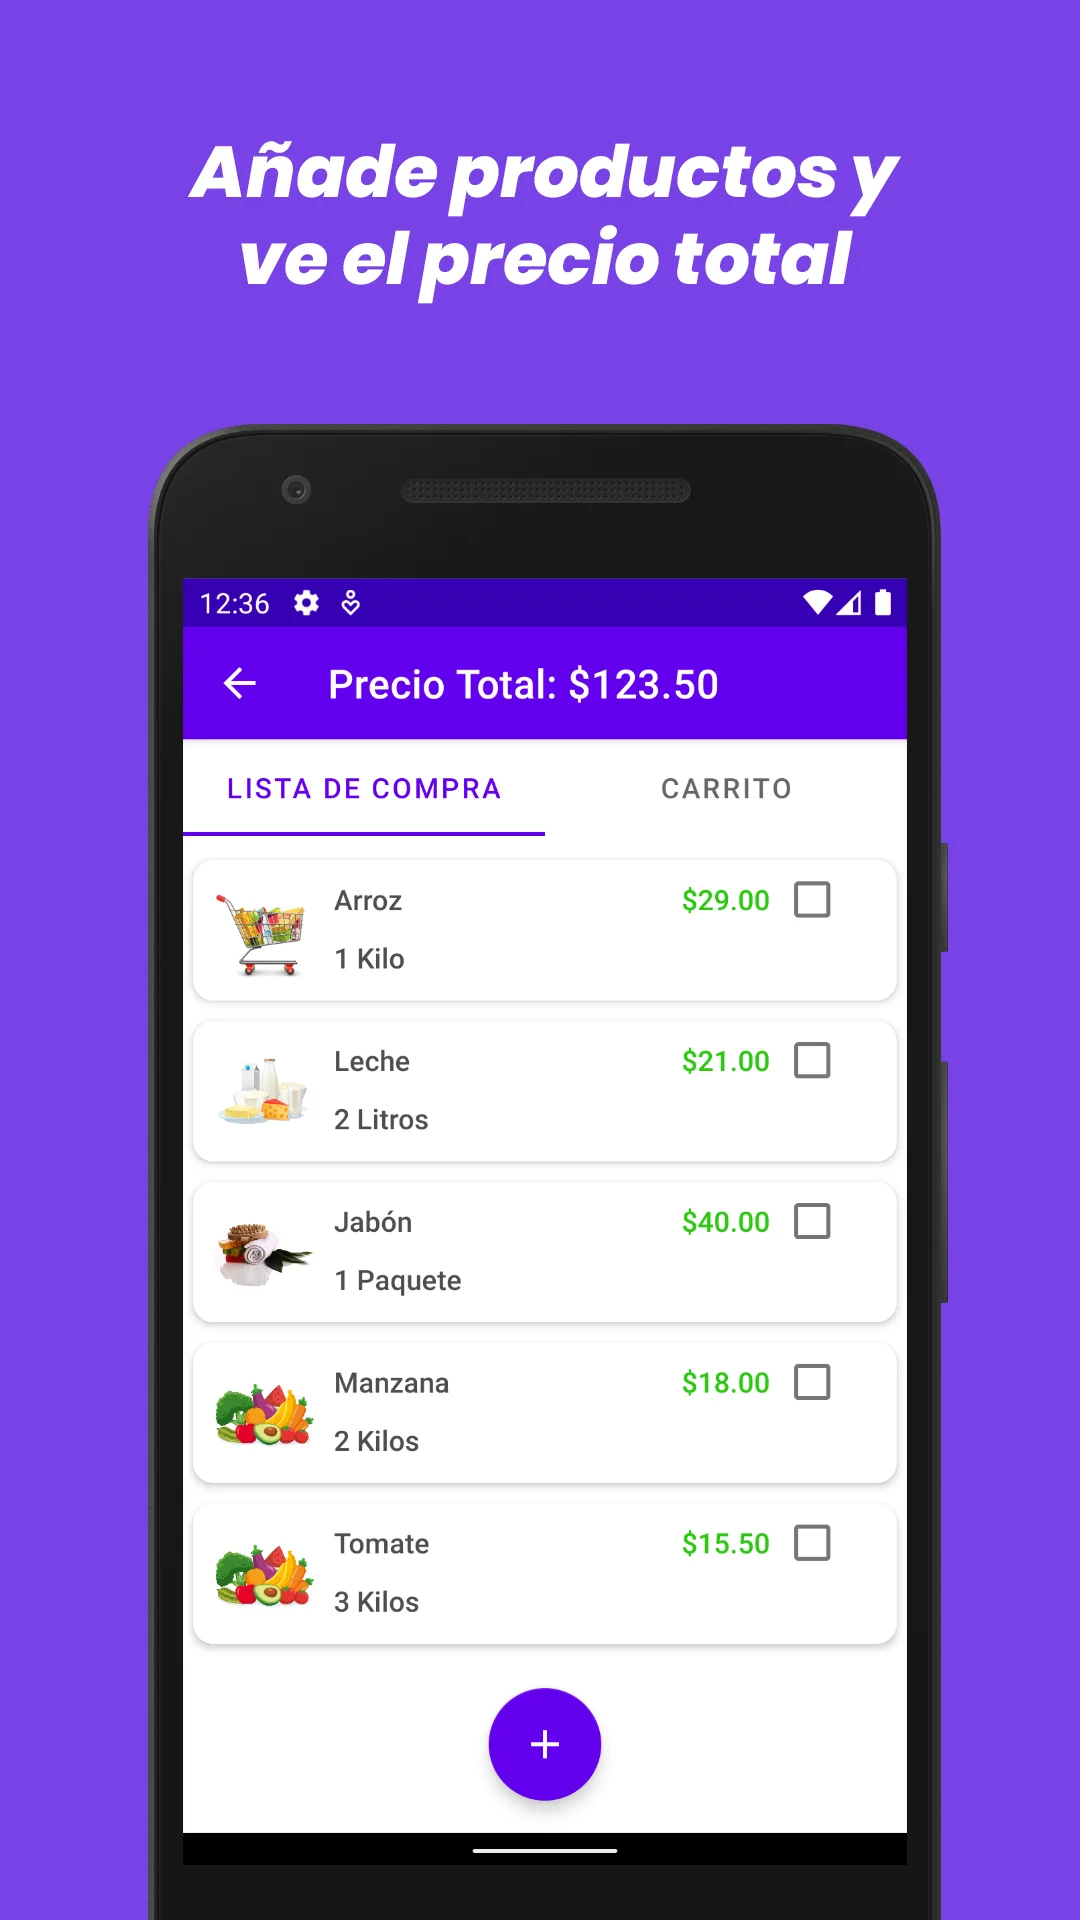 Añade productos y
ve el precio total
12:36
Precio Total: $123.50
LISTA DE COMPRA CARRITO
Arroz $29.00
1 Kilo
Leche $21.00
2 Litros
Jabón $40.00
1 Paquete
Manzana $18.00
2 Kilos
Tomate $15.50
3 Kilos
+